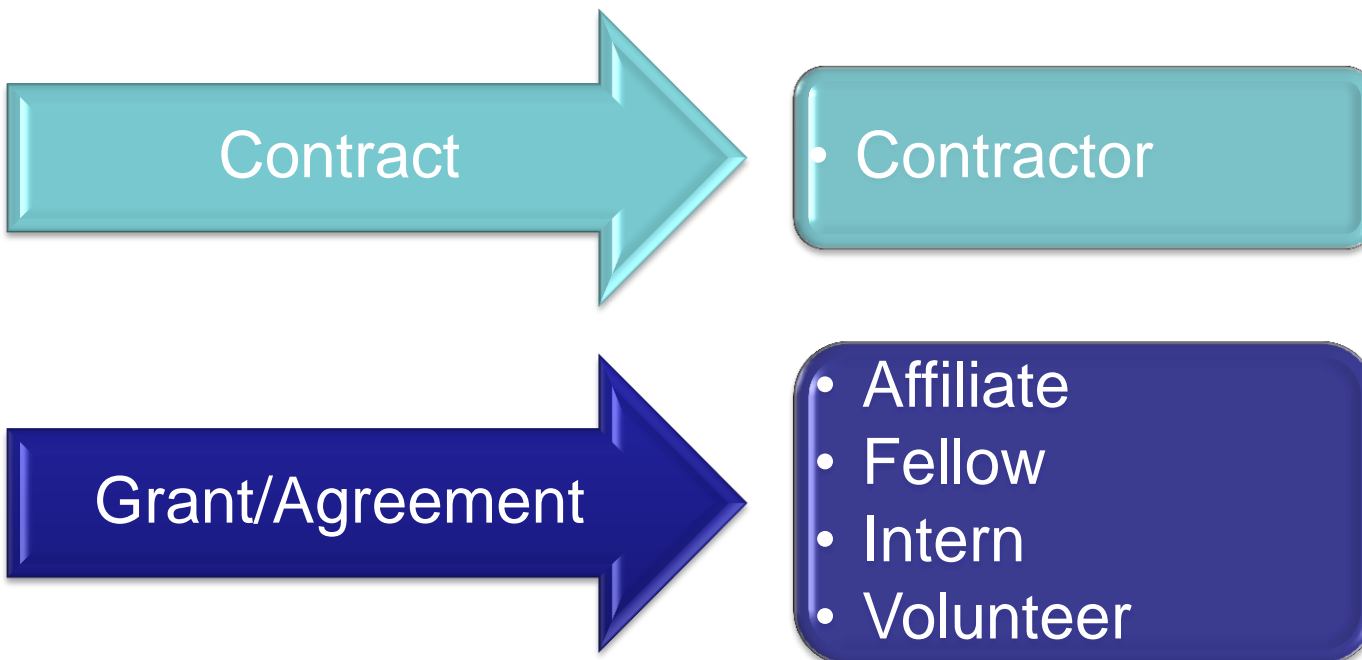 Contract
• Contractor
Grant/Agreement
• Affiliate
• Fellow
• Intern
• Volunteer